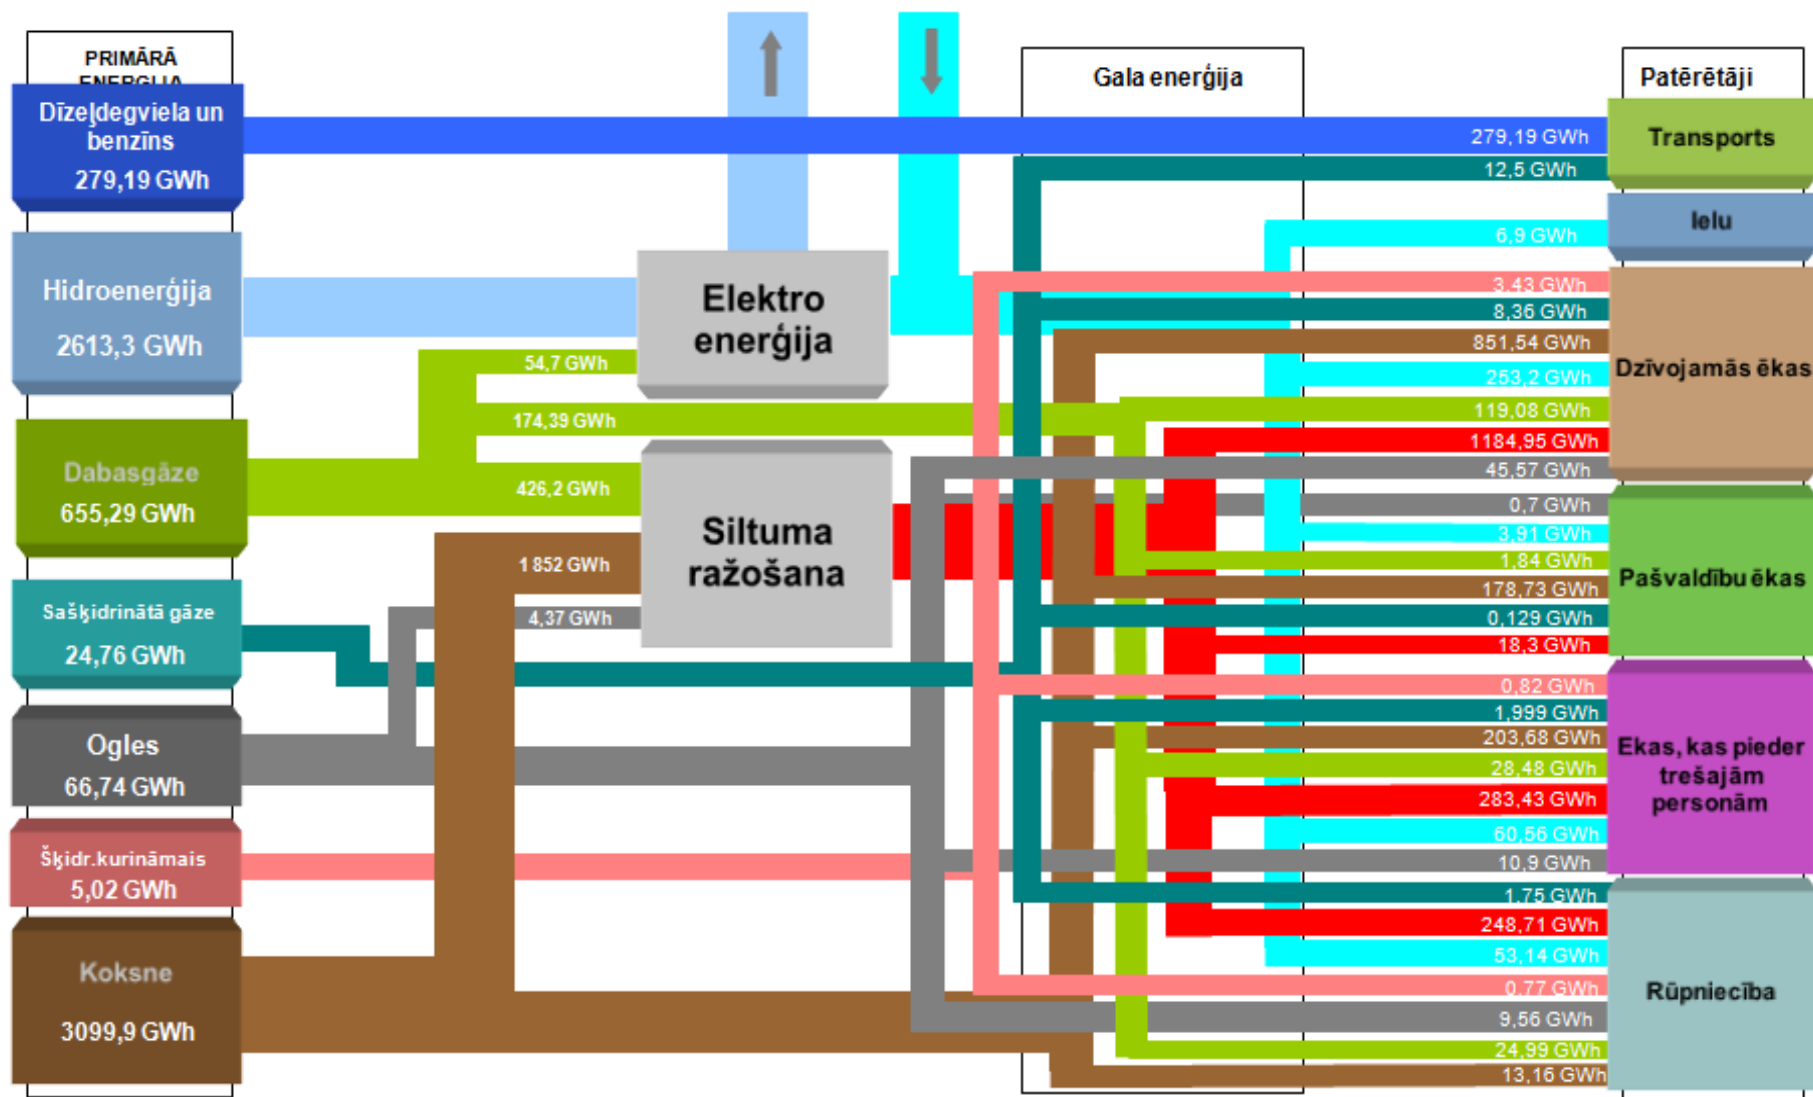 PRIMĀRĀ
ENERĢIJA
Dīzeļdegviela un
benzīns
279,19 GWh
Hidroenerģija
2613,3 GWh
Dabasgāze
655,29 GWh
Sašķidrinātā gāze
24,76 GWh
Ogles
66,74 GWh
Šķidr.kurināmais
5,02 GWh
Koksne
3099,9 GWh
54,7 GWh
174,39 GWh
426,2 GWh
1 852 GWh
4,37 GWh
Elektro
enerģija
Siltuma
ražošana
Gala enerģija
279,19 GWh
12,5 GWh
6,9 GWh
3,43 GWh
8,36 GWh
851,54 GWh
253,2 GWh
119,08 GWh
1184,95 GWh
45,57 GWh
0,7 GWh
3,91 GWh
1,84 GWh
178,73 GWh
0,129 GWh
18,3 GWh
0,82 GWh
1,999 GWh
203,68 GWh
28,48 GWh
283,43 GWh
60,56 GWh
10,9 GWh
1,75 GWh
248,71 GWh
53,14 GWh
0,77 GWh
9,56 GWh
24,99 GWh
13,16 GWh
Patērētāji
Transports
Ielu
Dzīvojamās ēkas
Pašvaldību ēkas
Ekas, kas pieder
trešajām
personām
Rūpniecība